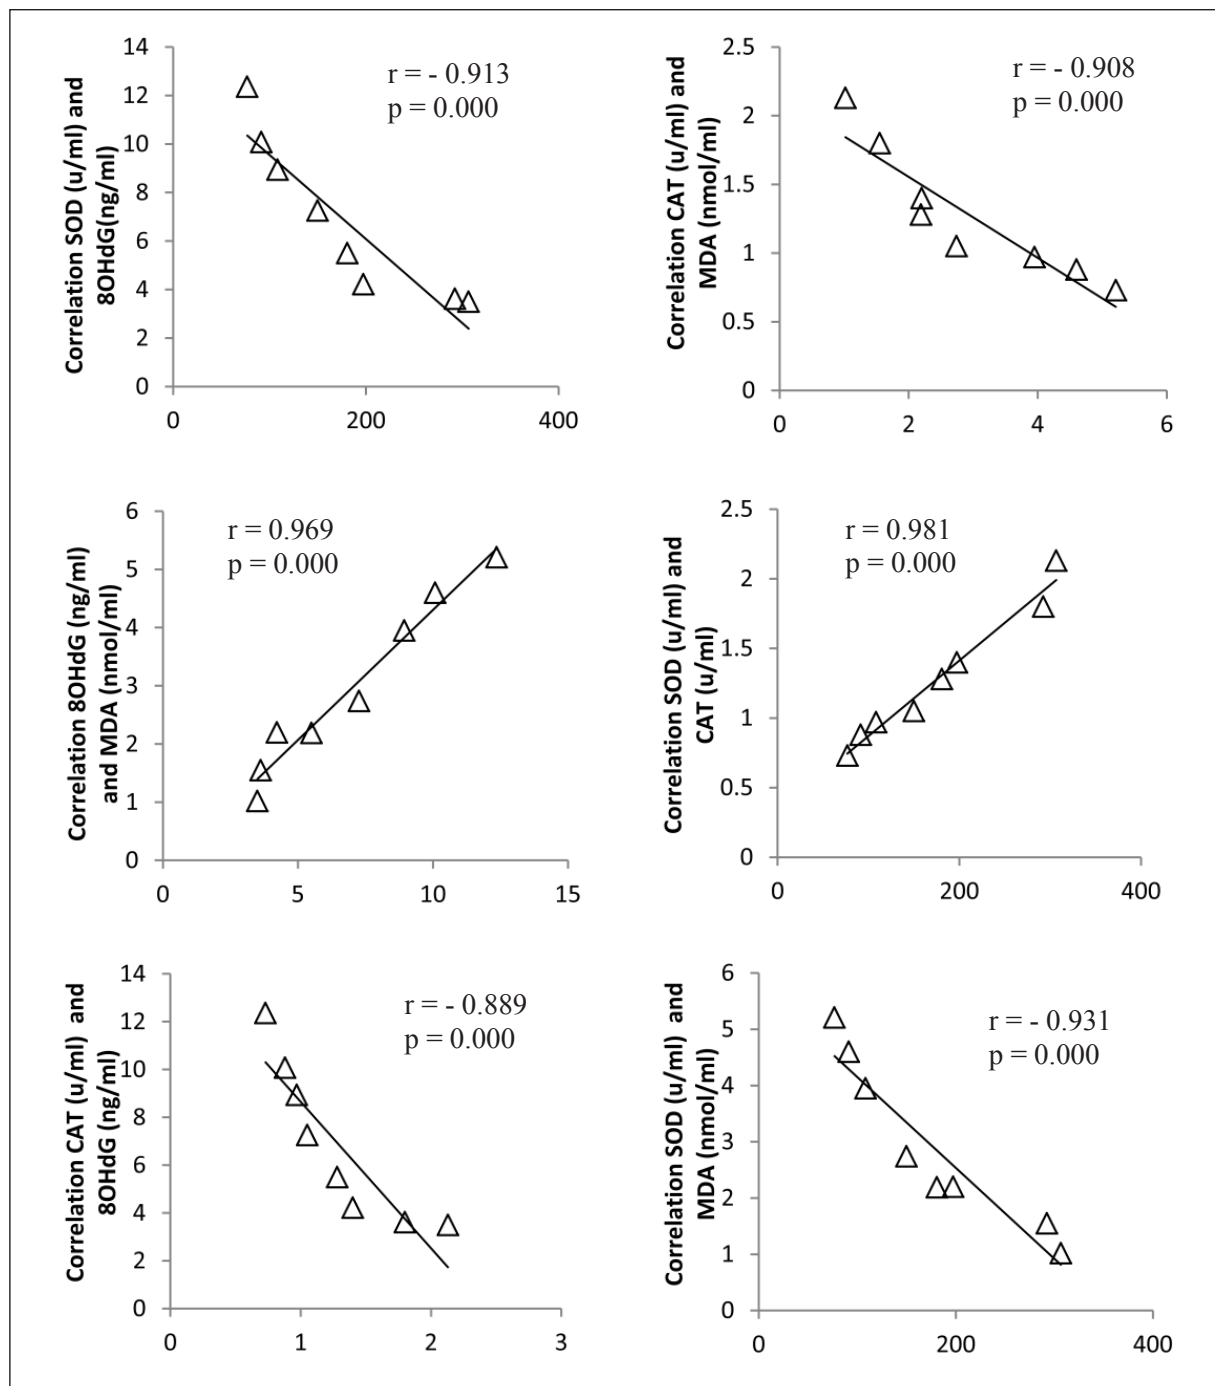 Correlation SOD (u/ml) and
8OHdG(ng/ml)
14
12
10
8
6
4
2
0
r = - 0.913
p = 0.000
0 200 400
Correlation CAT (u/ml) and
MDA (nmol/ml)
2.5
2
1.5
1
0.5
0
r = - 0.908
p = 0.000
0 2 4 6
Correlation 8OHdG (ng/ml)
and MDA (nmol/ml)
6
5
4
3
2
1
0
r = 0.969
p = 0.000
0 5 10 15
Correlation SOD (u/ml) and
CAT (u/ml)
2.5
2
1.5
1
0.5
0
r = 0.981
p = 0.000
0 200 400
Correlation CAT (u/ml) and
8OHdG (ng/ml)
14
12
10
8
6
4
2
0
r = - 0.889
p = 0.000
0 1 2 3
Correlation SOD (u/ml) and
MDA (nmol/ml)
6
5
4
3
2
1
0
r = - 0.931
p = 0.000
0 200 400